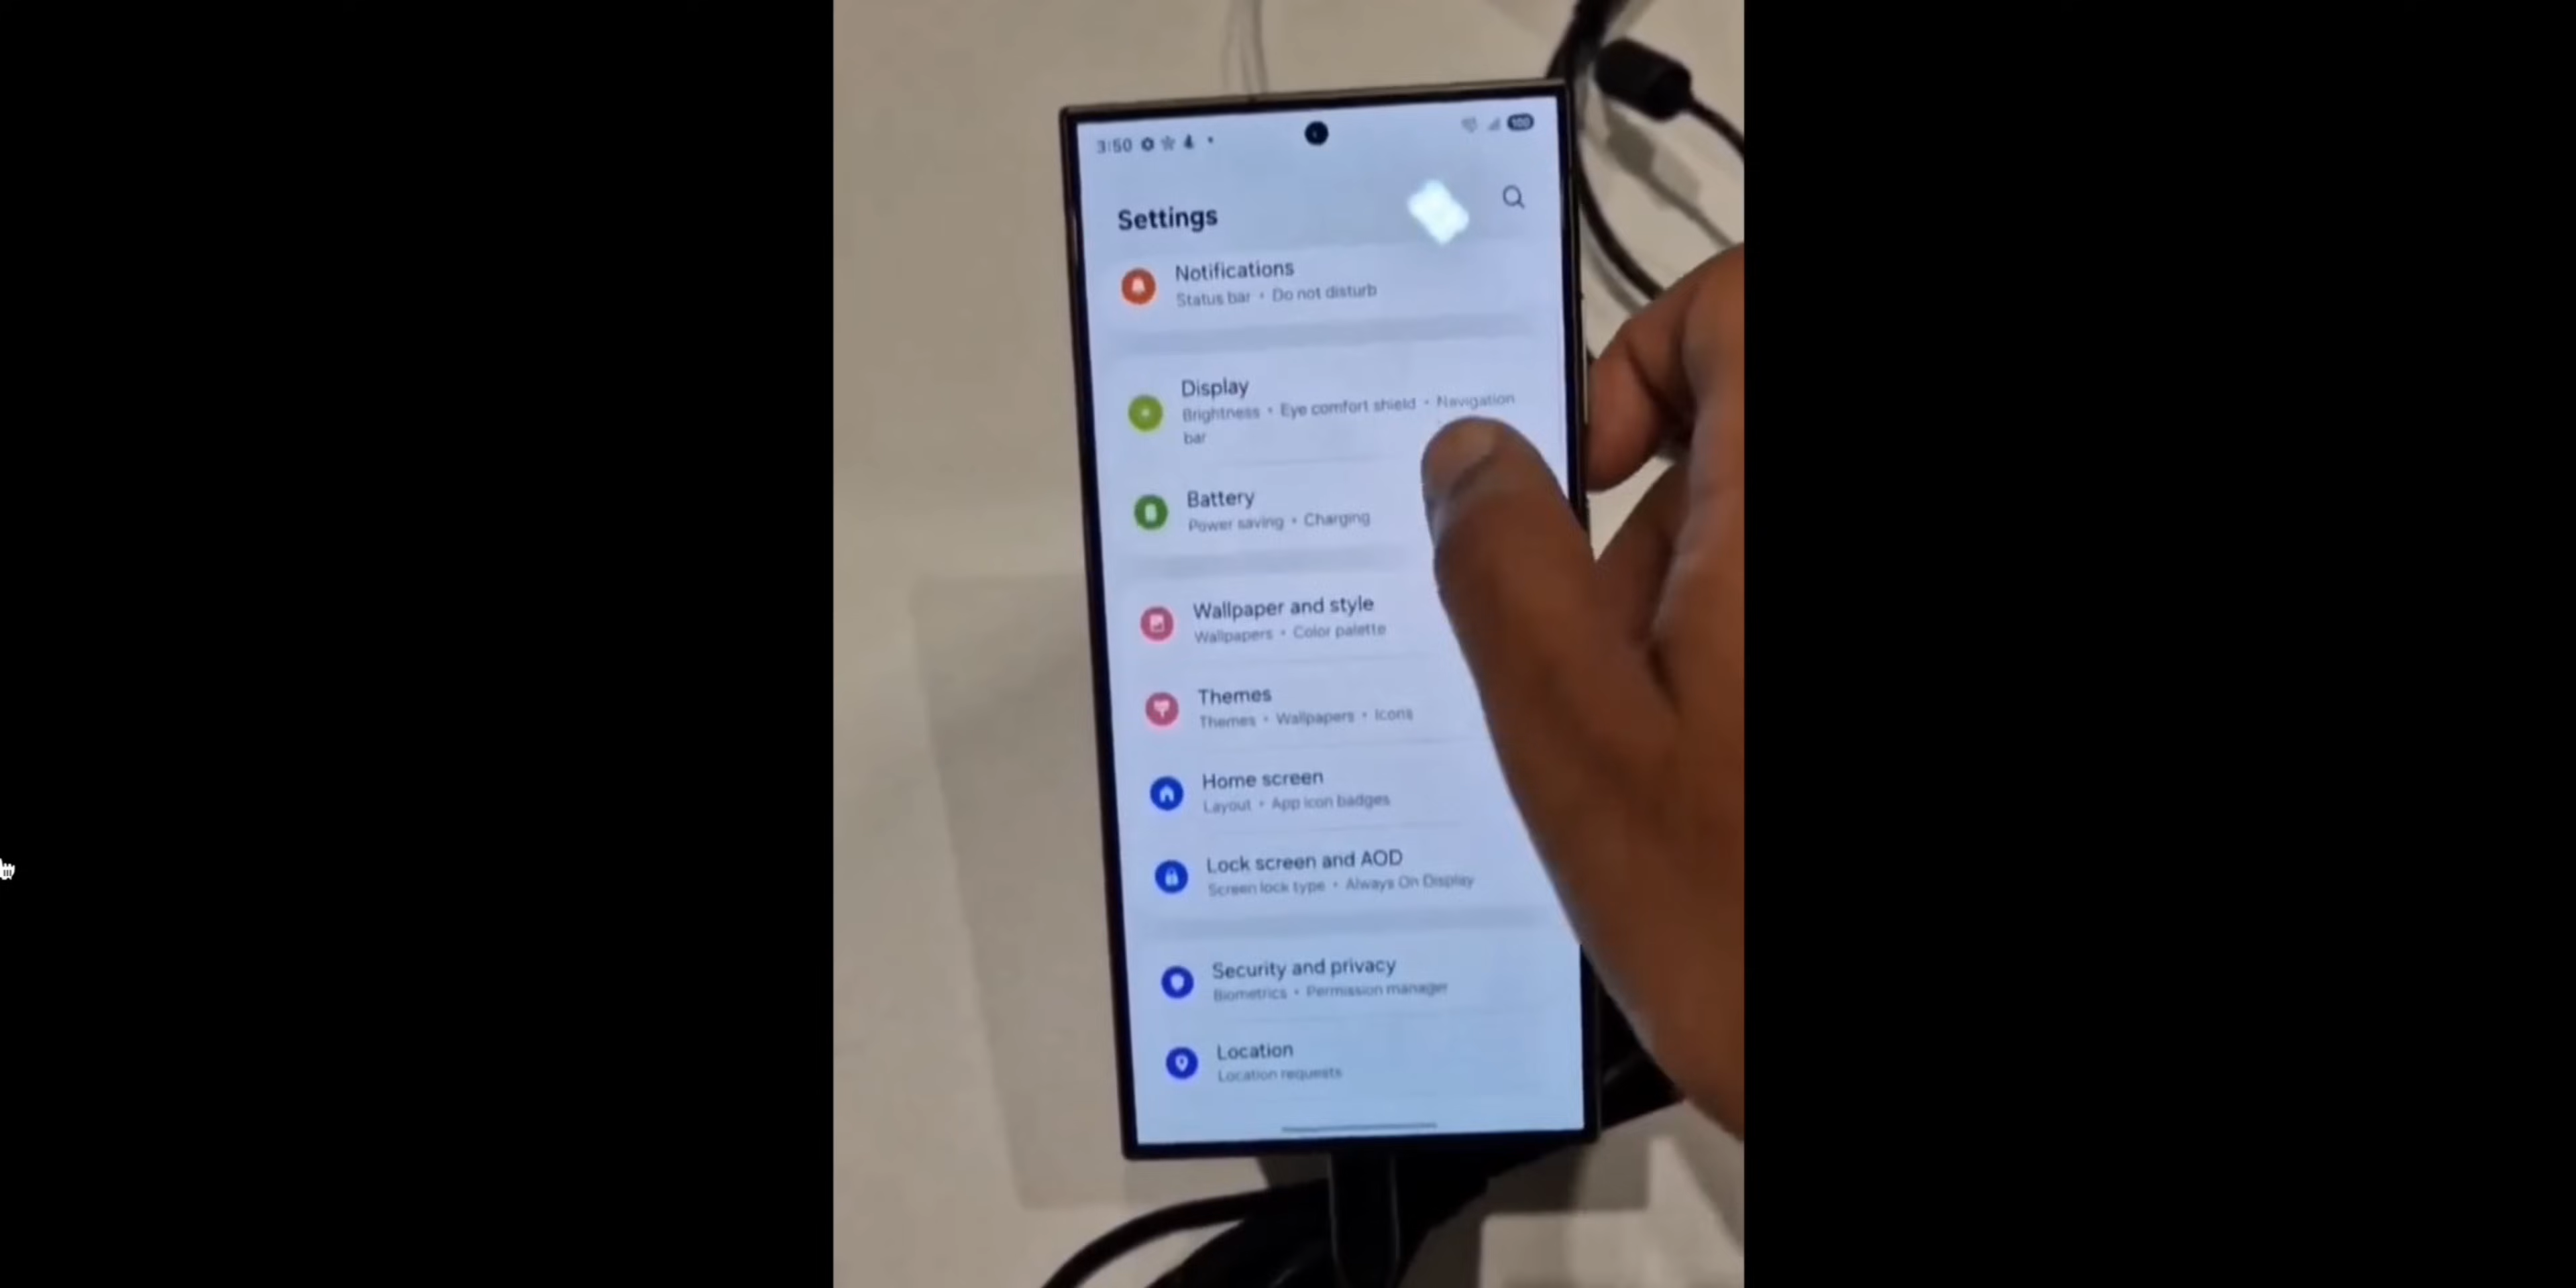 3:50
100
Settings
Notifications
Status bar • Do not disturb
Display
Brightness • Eye comfort shield • Navigation
bar
Battery
Power saving • Charging
Wallpaper and style
Wallpapers • Color palette
Themes
Themes • Wallpapers • Icons
Home screen
Layout • App icon badges
Lock screen and AOD
Screen lock type • Always On Display
Security and privacy
Biometrics • Permission manager
Location
Location requests